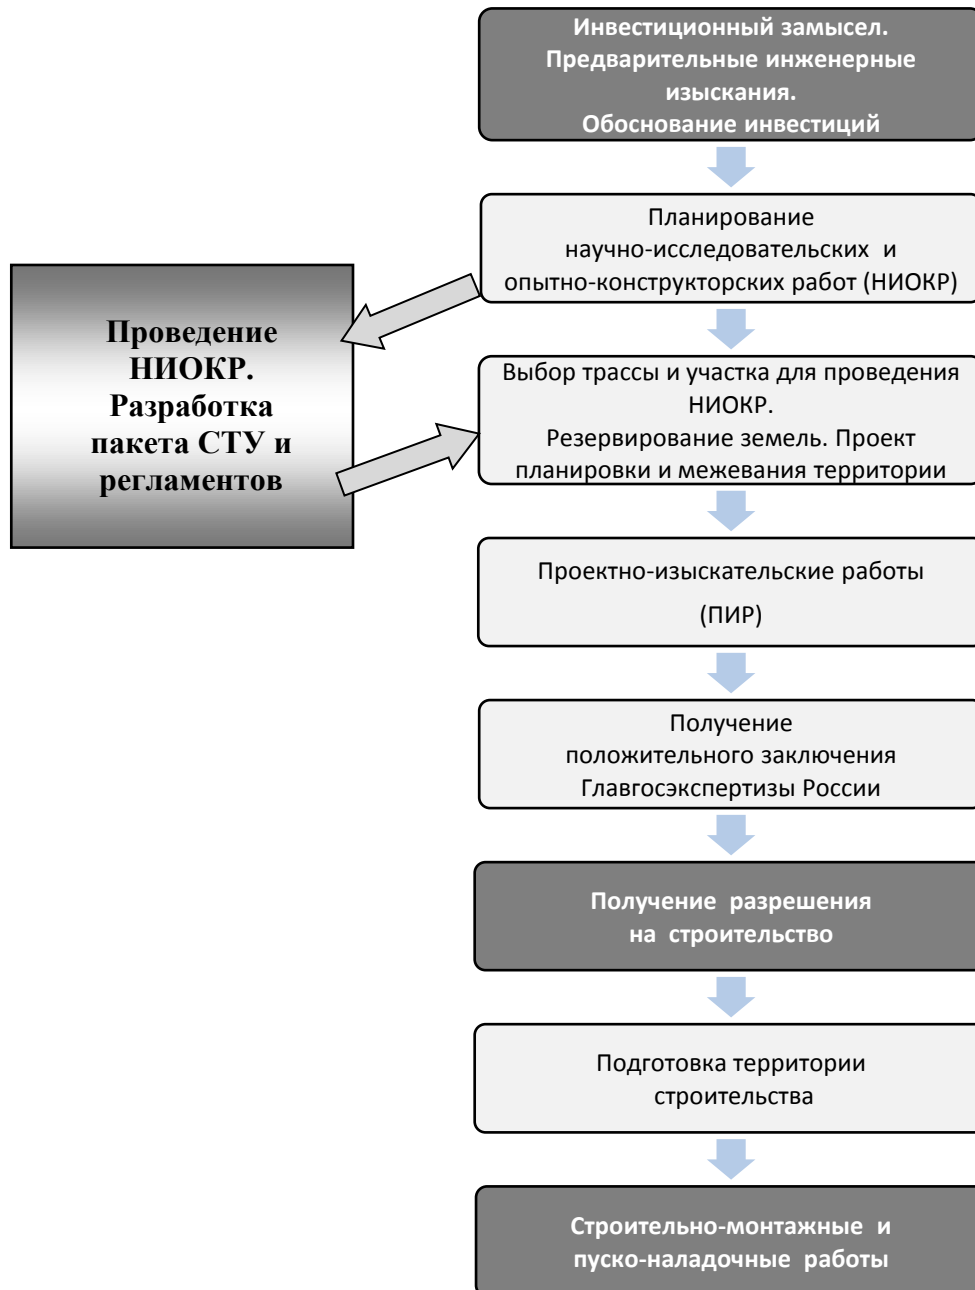 Инвестиционный замысел.
Предварительные инженерные
изыскания.
Обоснование инвестиций
Планирование
научно-исследовательских и
опытно-конструкторских работ (НИОКР)
Проведение
НИОКР.
Разработка
пакета СТУ и
регламентов
Выбор трассы и участка для проведения
НИОКР.
Резервирование земель. Проект
планировки и межевания территории
Проектно-изыскательские работы
(ПИР)
Получение
положительного заключения
Главгосэкспертизы России
Получение разрешения
на строительство
Подготовка территории
строительства
Строительно-монтажные и
пуско-наладочные работы